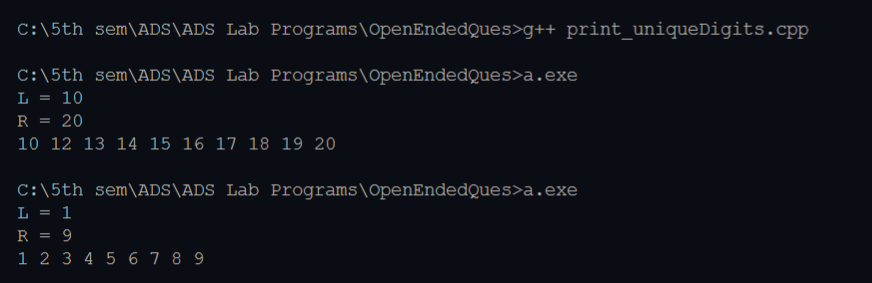 C:\5th sem\ADS\ADS Lab Programs\OpenEndedQues>g++ print_uniqueDigits.cpp
C:\5th sem\ADS\ADS Lab Programs\OpenEndedQues>a.exe
L = 10
R = 20
10 12 13 14 15 16 17 18 19 20
C:\5th sem\ADS\ADS Lab Programs\OpenEndedQues>a.exe
L = 1
R = 9
1 2 3 4 5 6 7 8 9